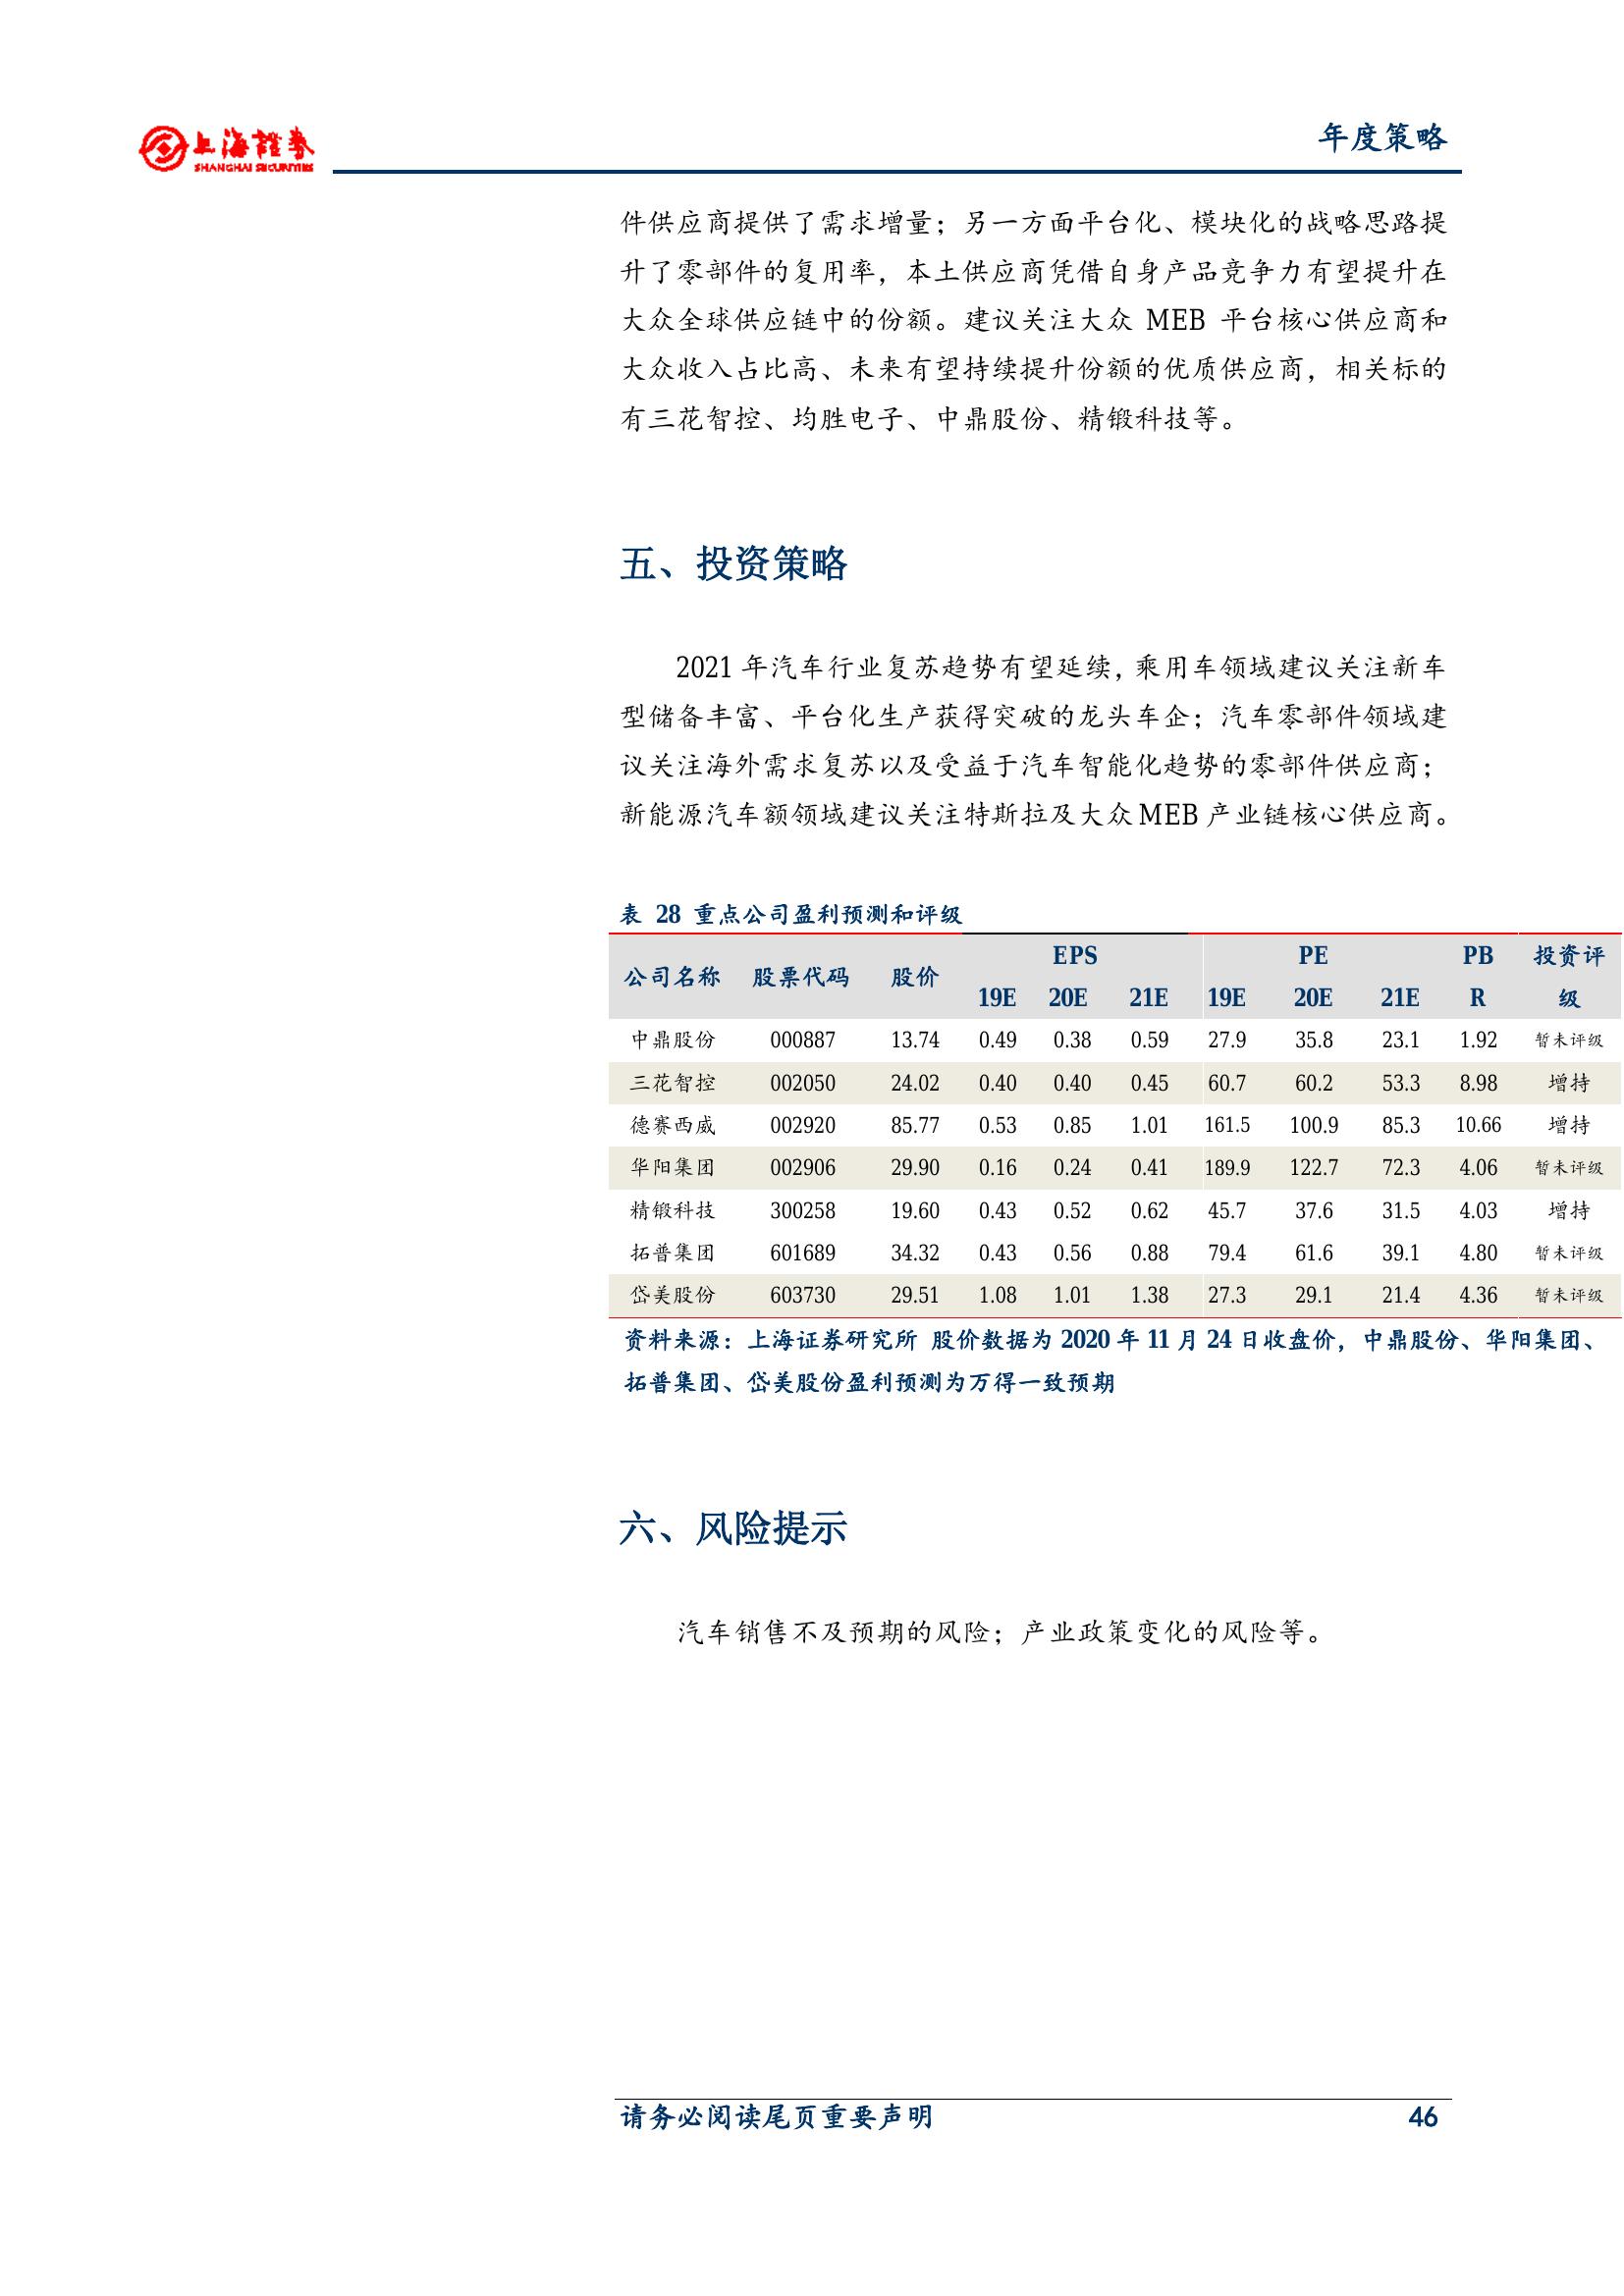 上海證券
SHANGHAI SECURITIES
年度策略
件供应商提供了需求增量；另一方面平台化、模块化的战略思路提
升了零部件的复用率，本土供应商凭借自身产品竞争力有望提升在
大众全球供应链中的份额。建议关注大众 MEB 平台核心供应商和
大众收入占比高、未来有望持续提升份额的优质供应商，相关标的
有三花智控、均胜电子、中鼎股份、精锻科技等。
五、投资策略
2021 年汽车行业复苏趋势有望延续，乘用车领域建议关注新车
型储备丰富、平台化生产获得突破的龙头车企；汽车零部件领域建
议关注海外需求复苏以及受益于汽车智能化趋势的零部件供应商；
新能源汽车额领域建议关注特斯拉及大众 MEB 产业链核心供应商。
表 28 重点公司盈利预测和评级
公司名称 股票代码 股价 EPS PE PB 投资评
19E 20E 21E 19E 20E 21E R 级
中鼎股份 000887 13.74 0.49 0.38 0.59 27.9 35.8 23.1 1.92 暂未评级
三花智控 002050 24.02 0.40 0.40 0.45 60.7 60.2 53.3 8.98 增持
德赛西威 002920 85.77 0.53 0.85 1.01 161.5 100.9 85.3 10.66 增持
华阳集团 002906 29.90 0.16 0.24 0.41 189.9 122.7 72.3 4.06 暂未评级
精锻科技 300258 19.60 0.43 0.52 0.62 45.7 37.6 31.5 4.03 增持
拓普集团 601689 34.32 0.43 0.56 0.88 79.4 61.6 39.1 4.80 暂未评级
岱美股份 603730 29.51 1.08 1.01 1.38 27.3 29.1 21.4 4.36 暂未评级
资料来源：上海证券研究所 股价数据为 2020 年 11 月 24 日收盘价，中鼎股份、华阳集团、
拓普集团、岱美股份盈利预测为万得一致预期
六、风险提示
汽车销售不及预期的风险；产业政策变化的风险等。
请务必阅读尾页重要声明 46